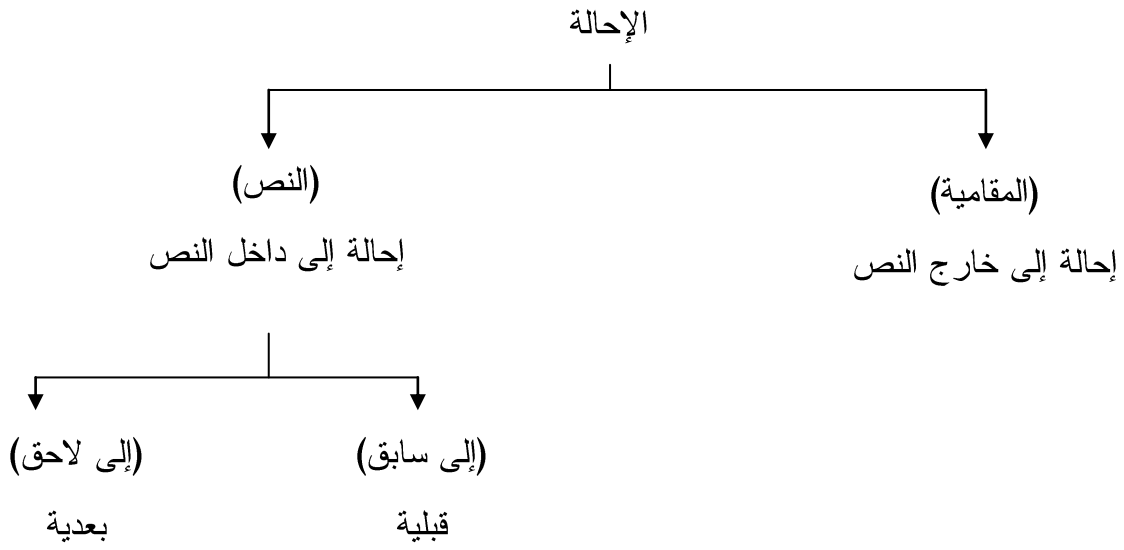 الإحالة
(المقامية)
إحالة إلى خارج النص
(النص)
إحالة إلى داخل النص
(إلى سابق)
قبلية
(إلى لاحق)
بعدية